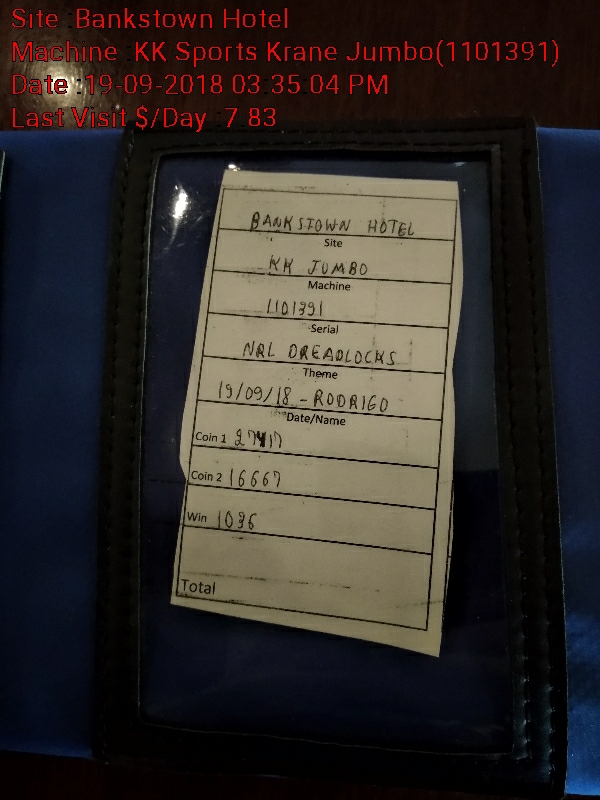 Site :Bankstown Hotel
Machine :KK Sports Krane Jumbo(1101391)
Date :19-09-2018 03:35:04 PM
Last Visit $/Day :7.83
BANKSTOWN HOTEL
Site
KK JUMBO
Machine
1101391
Serial
NRL DREADLOCKS
Theme
19/09/18 - RODRIGO
Date/Name
Coin 1 27417
Coin 2 16667
Win 1036
Total